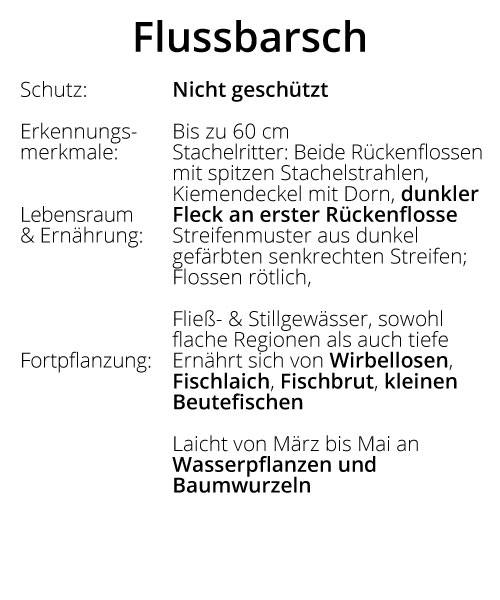 Flussbarsch
Schutz: Nicht geschützt
Erkennungs- Bis zu 60 cm
merkmale: Stachelritter: Beide Rückenflossen
mit spitzen Stachelstrahlen,
Kiemendeckel mit Dorn, dunkler
Lebensraum Fleck an erster Rückenflosse
& Ernährung: Streifenmuster aus dunkel
gefärbten senkrechten Streifen;
Flossen rötlich,
Fließ- & Stillgewässer, sowohl
flache Regionen als auch tiefe
Fortpflanzung: Ernährt sich von Wirbellosen,
Fischlaich, Fischbrut, kleinen
Beutefischen
Laicht von März bis Mai an
Wasserpflanzen und
Baumwurzeln